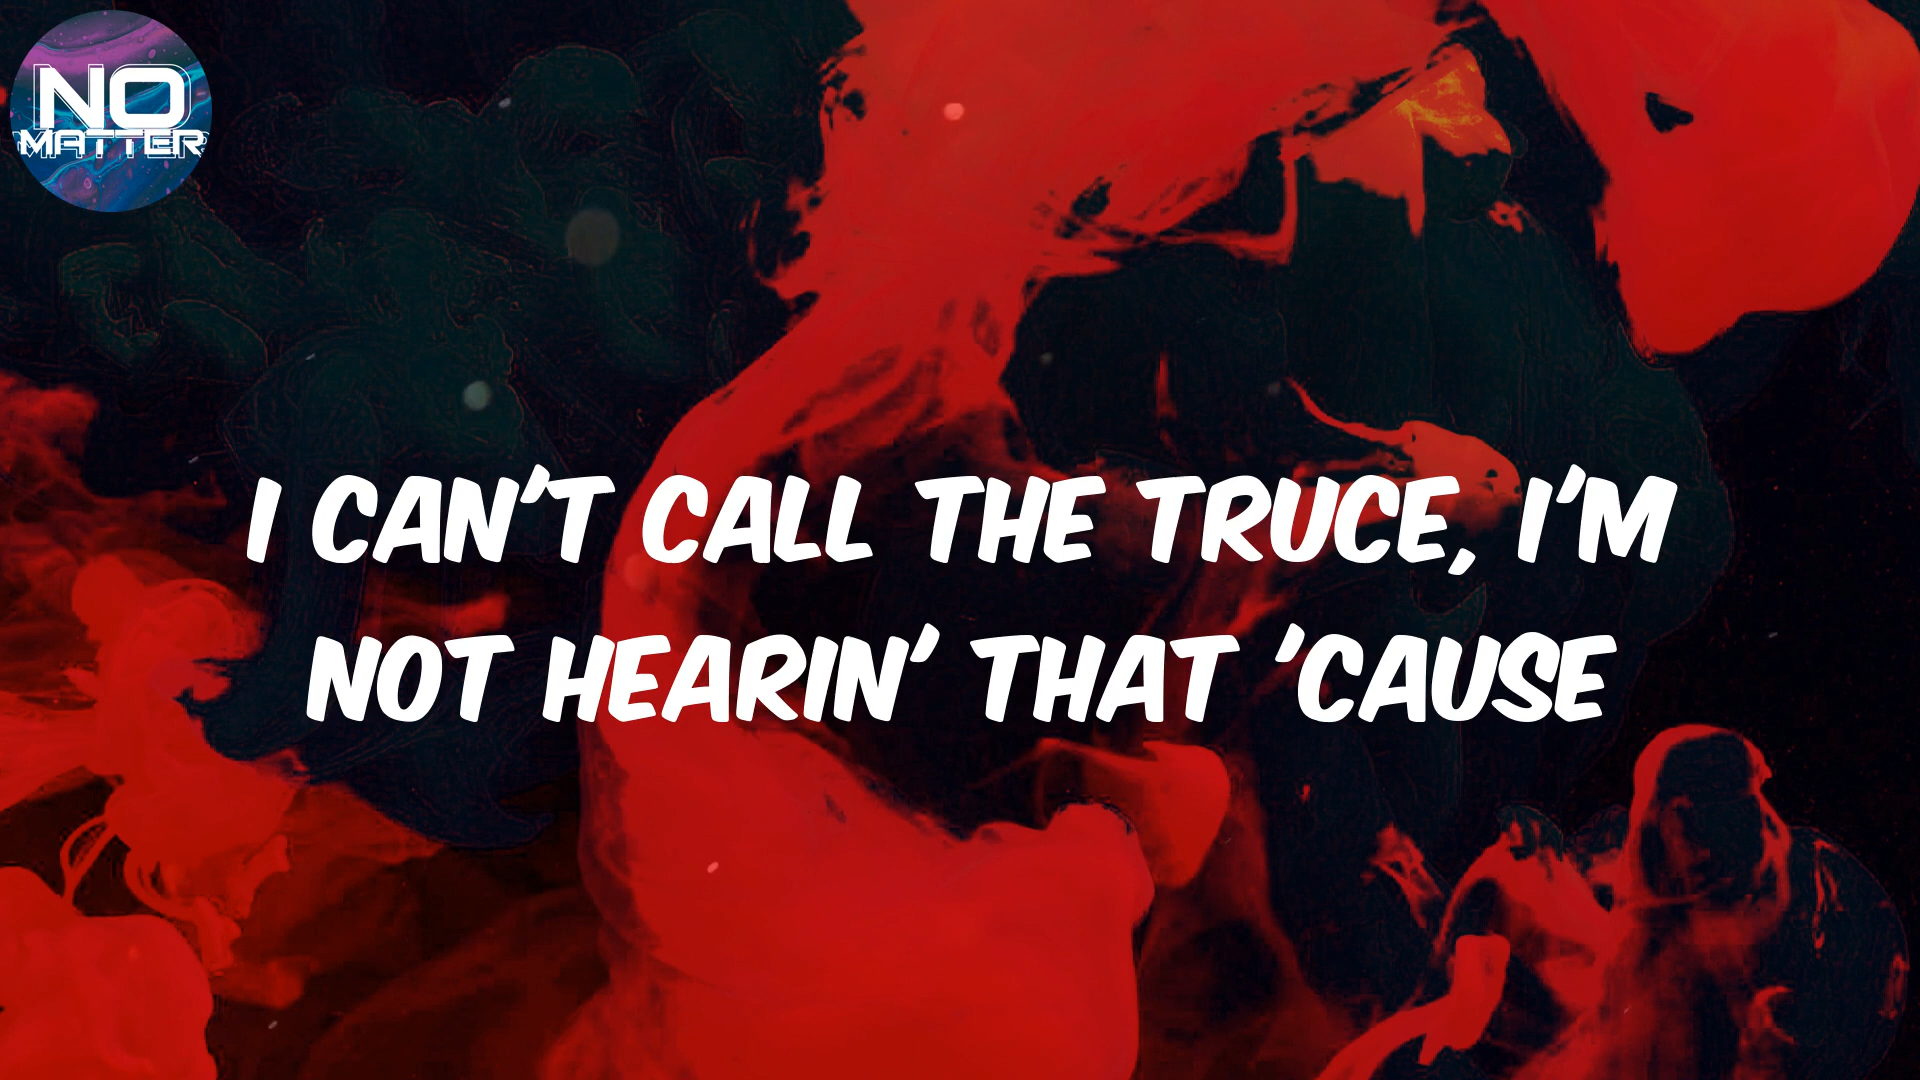 NO
MATTER
I CAN'T CALL THE TRUCE, I'M
NOT HEARIN' THAT 'CAUSE